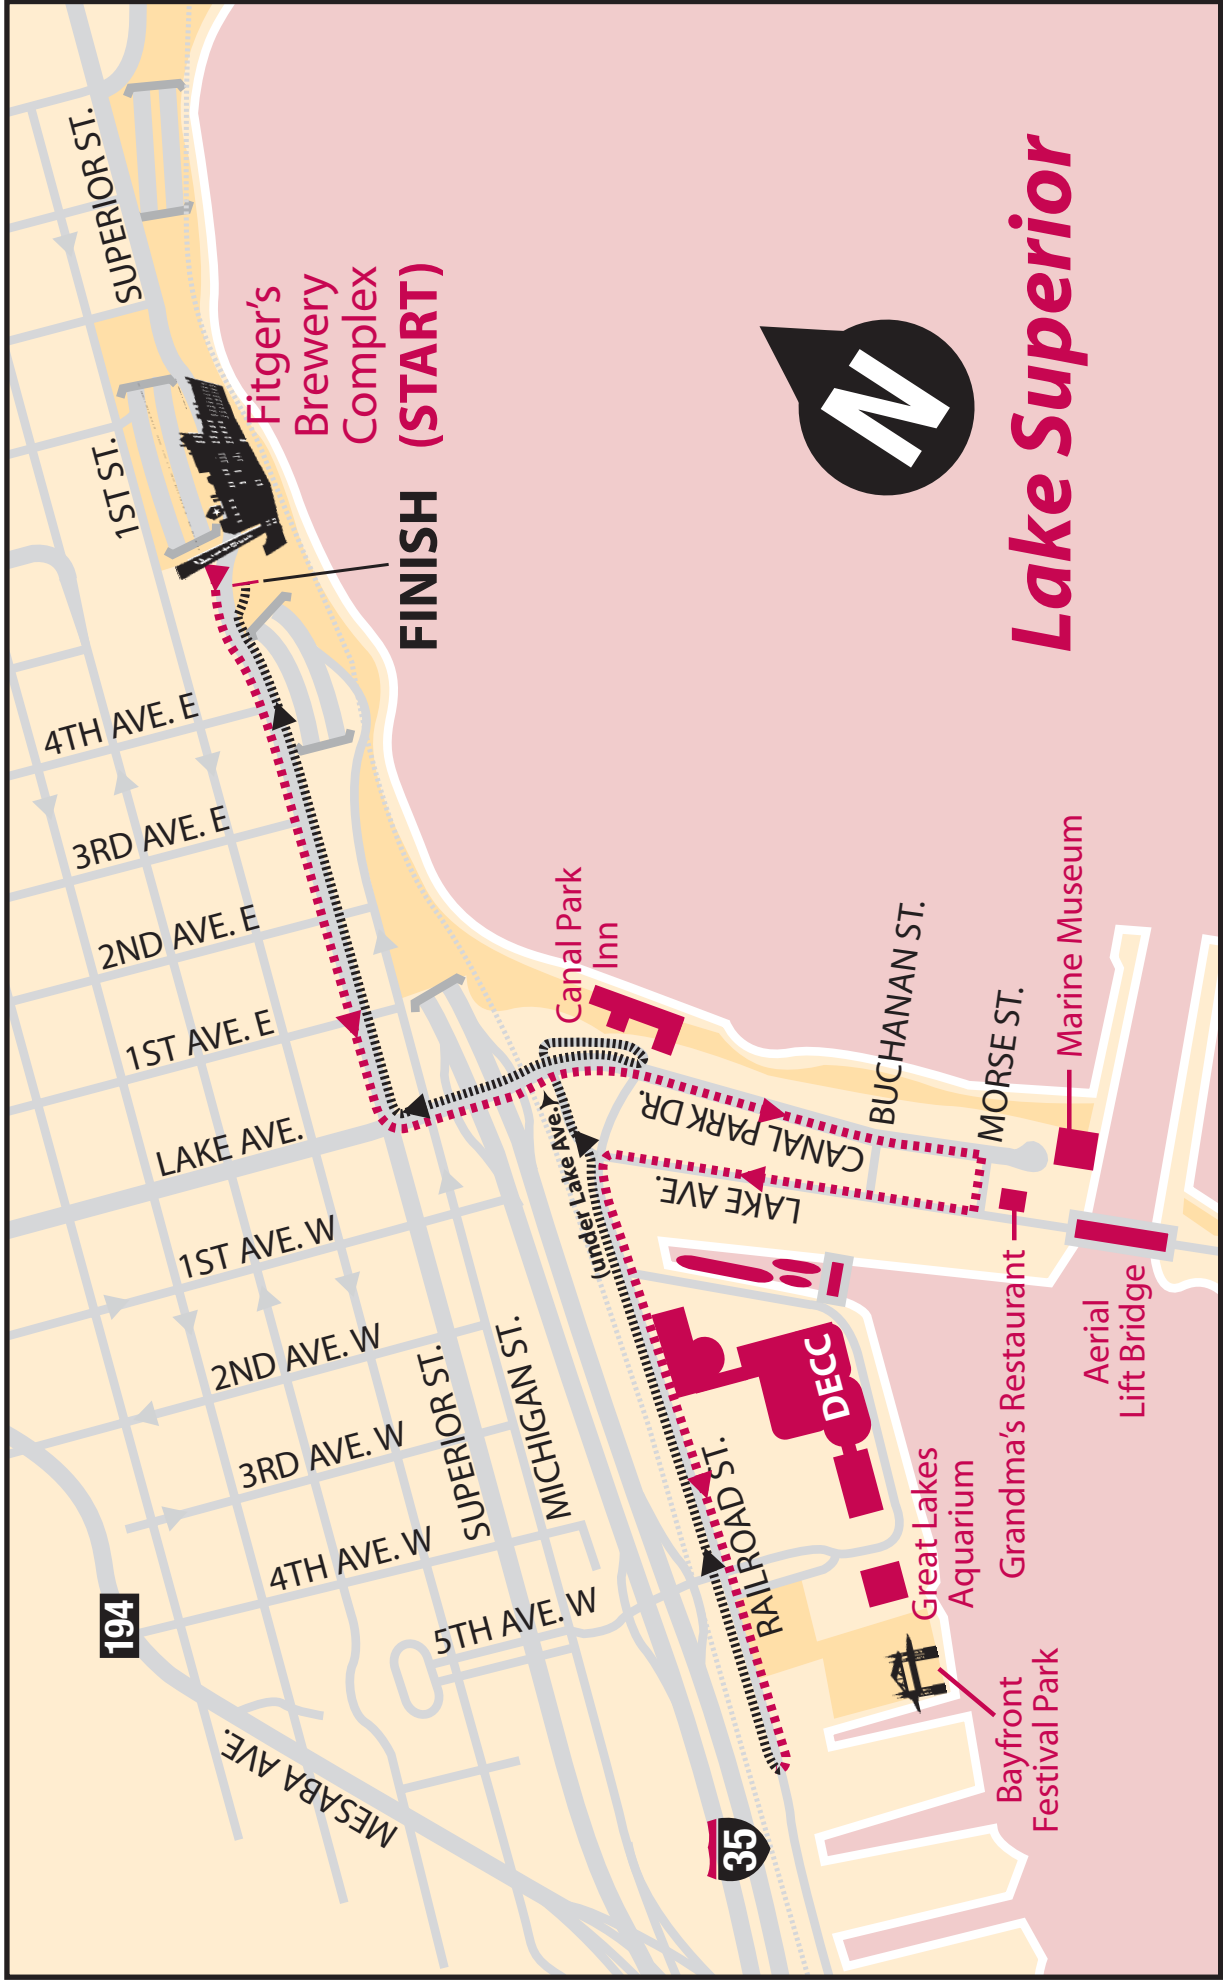 SUPERIOR ST.
1ST ST.
Fitger's
Brewery
Complex
(START)
FINISH
N
Lake Superior
4TH AVE. E
3RD AVE. E
2ND AVE. E
1ST AVE. E
LAKE AVE.
1ST AVE. W
2ND AVE. W
3RD AVE. W
4TH AVE. W
5TH AVE. W
SUPERIOR ST.
MICHIGAN ST.
194
MESABA AVE.
35
(under Lake Ave.)
Canal Park
Inn
CANAL PARK DR.
LAKE AVE.
BUCHANAN ST.
MORSE ST.
Marine Museum
Grandma's Restaurant
Aerial
Lift Bridge
DECC
RAILROAD ST.
Great Lakes
Aquarium
Bayfront
Festival Park